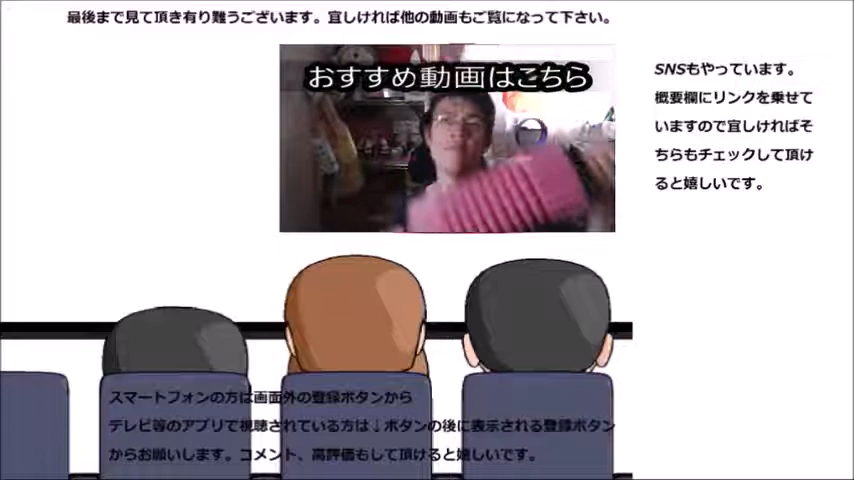 最後まで見て頂き有り難うございます。宜しければ他の動画もご覧になって下さい。
おすすめ動画はこちら
SNSもやっています。
概要欄にリンクを乗せて
いますので宜しければそ
ちらもチェックして頂け
ると嬉しいです。
スマートフォンの方は画面外の登録ボタンから
テレビ等のアプリで視聴されている方は↓ボタンの後に表示される登録ボタン
からお願いします。コメント、高評価もして頂けると嬉しいです。